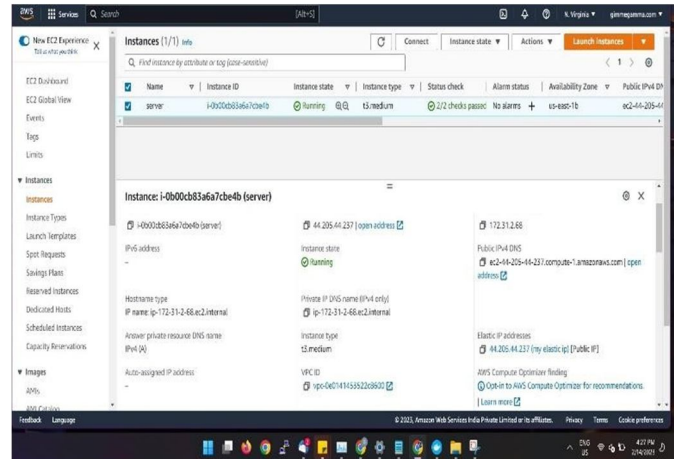 aws Services Search [Alt+S] N. Virginia gimmegamma.com
New EC2 Experience
Tell us what you think
X
EC2 Dashboard
EC2 Global View
Events
Tags
Limits
Instances
Instances
Instance Types
Launch Templates
Spot Requests
Savings Plans
Reserved Instances
Dedicated Hosts
Scheduled Instances
Capacity Reservations
Images
AMIs
AMI Catalog
Instances (1/1) Info
Connect Instance state Actions Launch instances
Find instance by attribute or tag (case-sensitive)
1
Name Instance ID Instance state Instance type Status check Alarm status Availability Zone Public IPv4 DN
server i-0b00cb83a6a7cbe4b Running t3.medium 2/2 checks passed No alarms + us-east-1b ec2-44-205-44
Instance: i-0b00cb83a6a7cbe4b (server)
i-0b00cb83a6a7cbe4b (server) 44.205.44.237 | open address 172.31.2.68
IPv6 address Instance state Public IPv4 DNS
– Running ec2-44-205-44-237.compute-1.amazonaws.com | open
address
Hostname type Private IP DNS name (IPv4 only)
IP name: ip-172-31-2-68.ec2.internal ip-172-31-2-68.ec2.internal
Answer private resource DNS name Instance type Elastic IP addresses
IPv4 (A) t3.medium 44.205.44.237 (my elastic ip) [Public IP]
Auto-assigned IP address VPC ID AWS Compute Optimizer finding
– Opt-in to AWS Compute Optimizer for recommendations.
| Learn more
Feedback Language © 2023, Amazon Web Services India Private Limited or its affiliates. Privacy Terms Cookie preferences
ENG
US
4:27 PM
2/14/2023